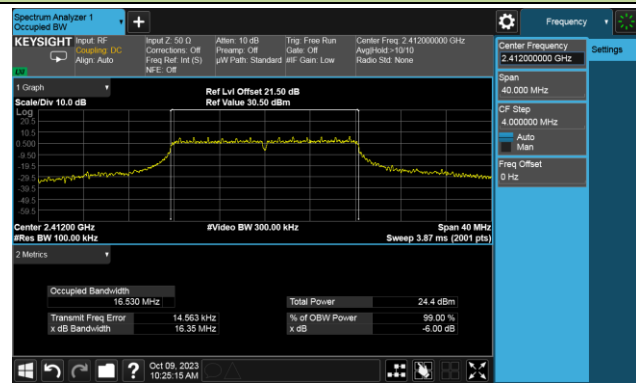 Spectrum Analyzer 1
Occupied BW
+
Frequency
KEYSIGHT
Input: RF
Coupling: DC
Align: Auto
Input Z: 50 Ω
Corrections: Off
Freq Ref: Int (S)
NFE: Off
Atten: 10 dB
Preamp: Off
µW Path: Standard
Trig: Free Run
Gate: Off
#IF Gain: Low
Center Freq: 2.412000000 GHz
Avg|Hold:>10/10
Radio Std: None
1 Graph
Scale/Div 10.0 dB
Ref Lvl Offset 21.50 dB
Ref Value 30.50 dBm
Log
20.5
10.5
0.500
-9.50
-19.5
-29.5
-39.5
-49.5
-59.5
Center 2.41200 GHz
#Res BW 100.00 kHz
#Video BW 300.00 kHz
Span 40 MHz
Sweep 3.87 ms (2001 pts)
2 Metrics
Occupied Bandwidth
16.530 MHz
Total Power 24.4 dBm
Transmit Freq Error 14.563 kHz
% of OBW Power 99.00 %
x dB Bandwidth 16.35 MHz
x dB -6.00 dB
Center Frequency
2.412000000 GHz
Settings
Span
40.000 MHz
CF Step
4.000000 MHz
Auto
Man
Freq Offset
0 Hz
?
Oct 09, 2023
10:25:15 AM